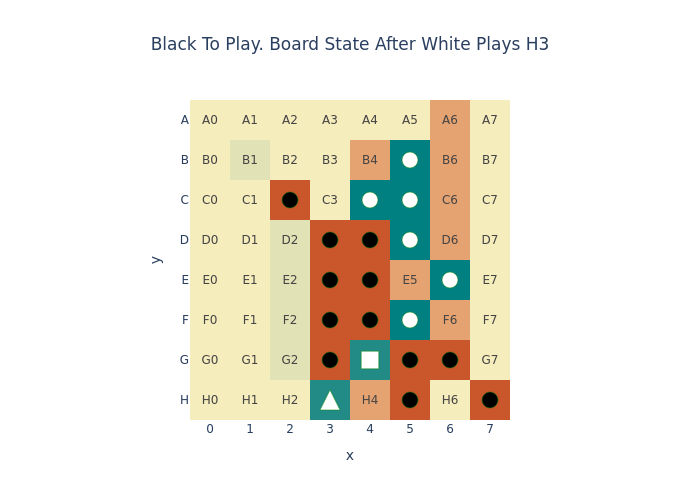 Black To Play. Board State After White Plays H3
A A0 A1 A2 A3 A4 A5 A6 A7
B B0 B1 B2 B3 B4 B6 B7
C C0 C1 C3 C6 C7
D D0 D1 D2 D6 D7
E E0 E1 E2 E5 E7
F F0 F1 F2 F6 F7
G G0 G1 G2 G7
H H0 H1 H2 H4 H6
0 1 2 3 4 5 6 7
x
y